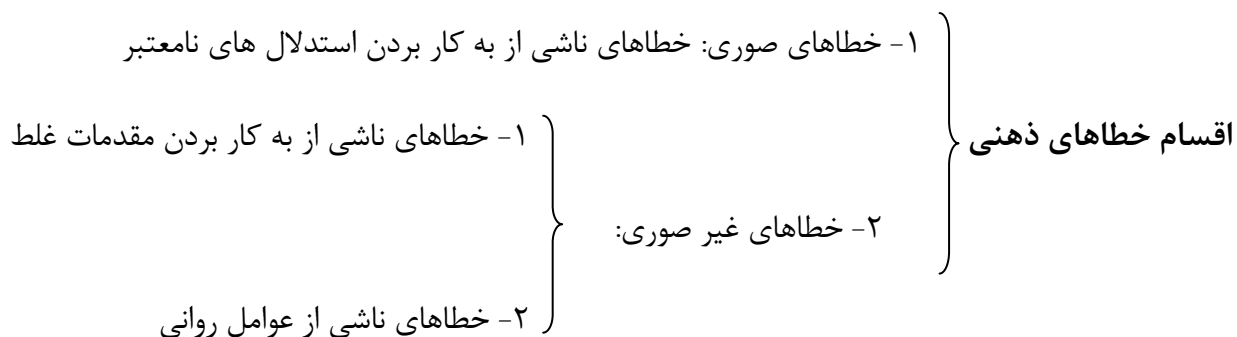 ۱- خطاهای صوری: خطاهای ناشی از به کار بردن استدلال های نامعتبر
اقسام خطاهای ذهنی
۱- خطاهای ناشی از به کار بردن مقدمات غلط
۲- خطاهای غیر صوری:
۲- خطاهای ناشی از عوامل روانی